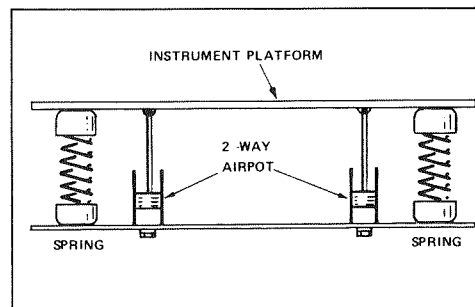 INSTRUMENT PLATFORM
2-WAY
AIRPOT
SPRING
SPRING